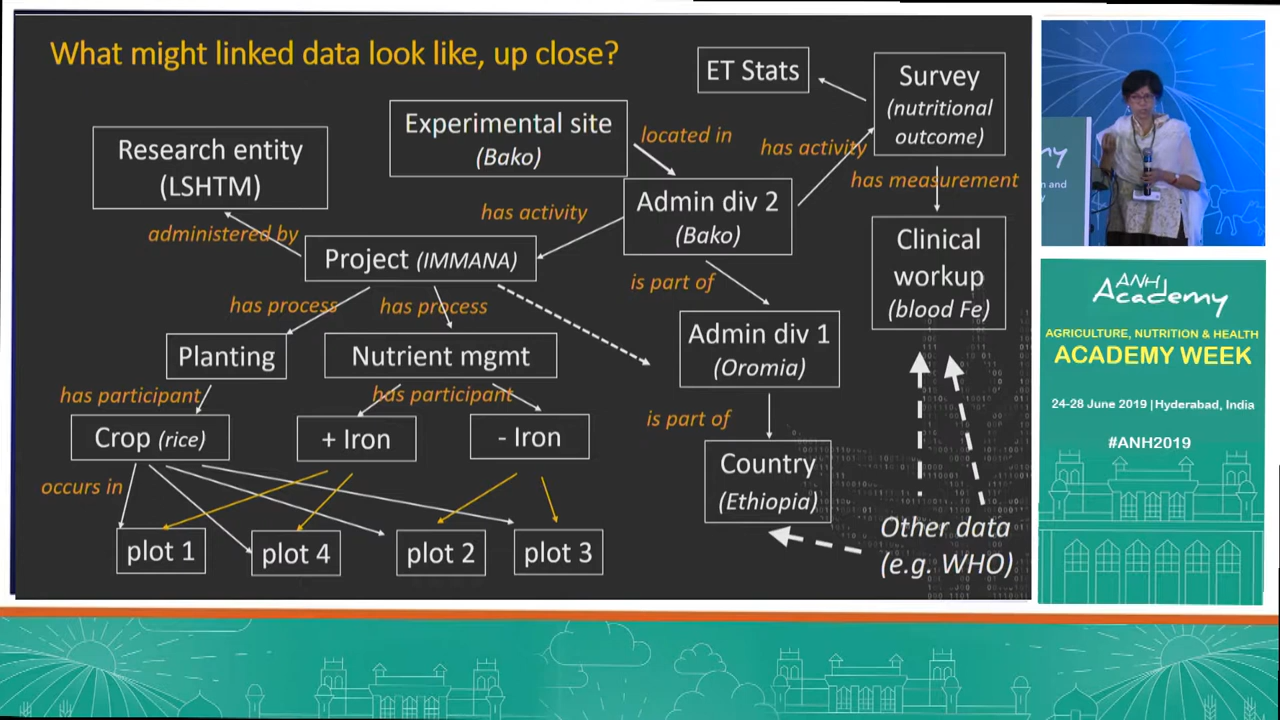 What might linked data look like, up close?
ET Stats
Survey
(nutritional
outcome)
Experimental site
(Bako)
located in
has activity
Research entity
(LSHTM)
has measurement
Admin div 2
(Bako)
has activity
administered by
Project (IMMANA)
Clinical
workup
(blood Fe)
is part of
has process
has process
Planting
Nutrient mgmt
Admin div 1
(Oromia)
has participant
has participant
is part of
Crop (rice)
+ Iron
- Iron
Country
(Ethiopia)
occurs in
plot 1
plot 4
plot 2
plot 3
Other data
(e.g. WHO)
my
n and
ANH
Academy
AGRICULTURE, NUTRITION & HEALTH
ACADEMY WEEK
24-28 June 2019 | Hyderabad, India
#ANH2019